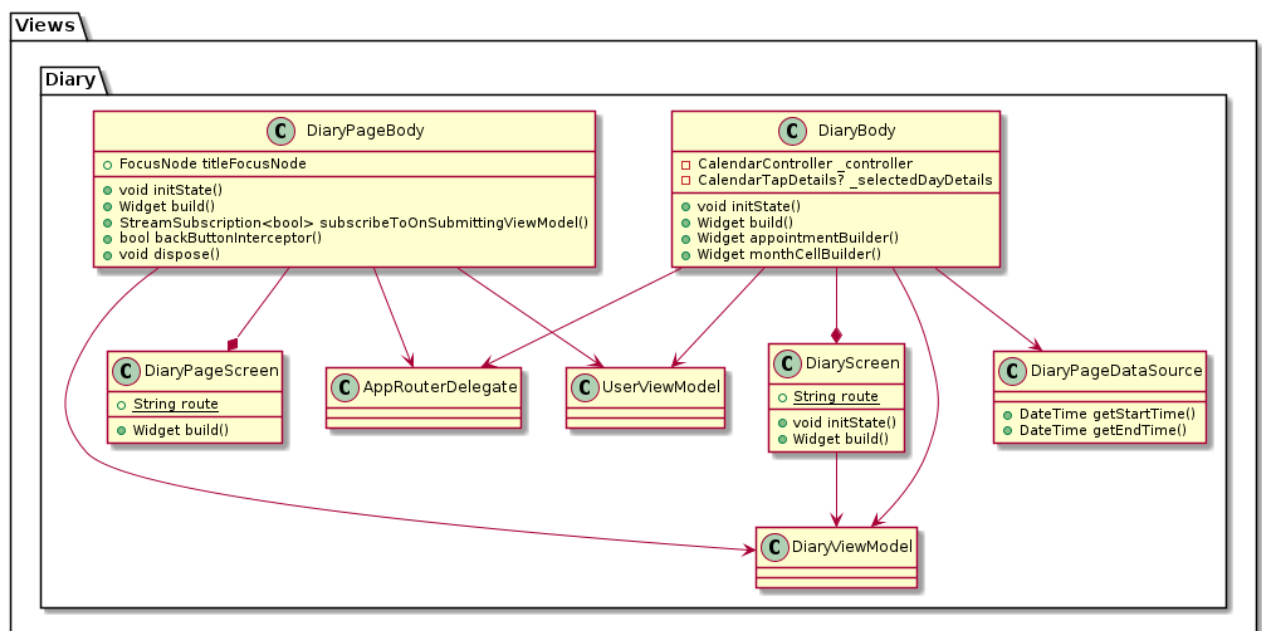 Views
Diary
C DiaryPageBody
FocusNode titleFocusNode
void initState()
Widget build()
StreamSubscription<bool> subscribeToOnSubmittingViewModel()
bool backButtonInterceptor()
void dispose()
C DiaryBody
CalendarController _controller
CalendarTapDetails? _selectedDayDetails
void initState()
Widget build()
Widget appointmentBuilder()
Widget monthCellBuilder()
C DiaryPageScreen
String route
Widget build()
C AppRouterDelegate
C UserViewModel
C DiaryScreen
String route
void initState()
Widget build()
C DiaryPageDataSource
DateTime getStartTime()
DateTime getEndTime()
C DiaryViewModel